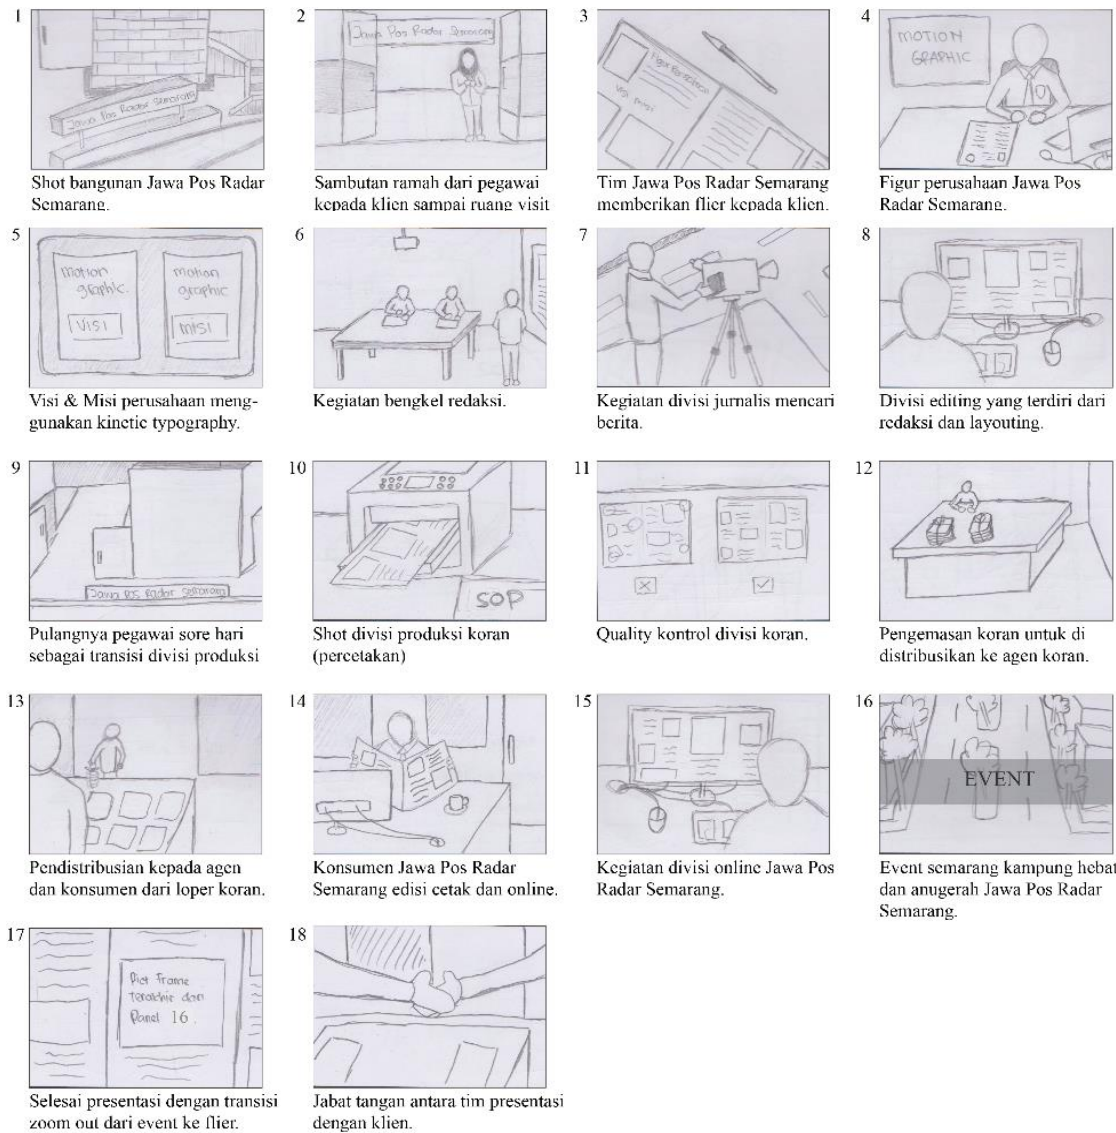 1
Jawa Pos Radar Semarang
Shot bangunan Jawa Pos Radar
Semarang.
2
Jawa Pos Radar Semarang
Sambutan ramah dari pegawai
kepada klien sampai ruang visit
3
Figur Perusahaan
Visi misi
Tim Jawa Pos Radar Semarang
memberikan flier kepada klien.
4
MOTION
GRAPHIC
Figur perusahaan Jawa Pos
Radar Semarang.
5
motion
graphic.
VISI
motion
graphic
misi
Visi & Misi perusahaan meng-
gunakan kinetic typography.
6
Kegiatan bengkel redaksi.
7
Kegiatan divisi jurnalis mencari
berita.
8
Divisi editing yang terdiri dari
redaksi dan layouting.
9
Jawa Pos Radar Semarang
Pulangnya pegawai sore hari
sebagai transisi divisi produksi
10
SOP
Shot divisi produksi koran
(percetakan)
11
Quality kontrol divisi koran.
12
Pengemasan koran untuk di
distribusikan ke agen koran.
13
Pendistribusian kepada agen
dan konsumen dari loper koran.
14
Konsumen Jawa Pos Radar
Semarang edisi cetak dan online.
15
Kegiatan divisi online Jawa Pos
Radar Semarang.
16
EVENT
Event semarang kampung hebat
dan anugerah Jawa Pos Radar
Semarang.
17
Pict Frame
terakhir dari
Panel 16.
Selesai presentasi dengan transisi
zoom out dari event ke flier.
18
Jabat tangan antara tim presentasi
dengan klien.